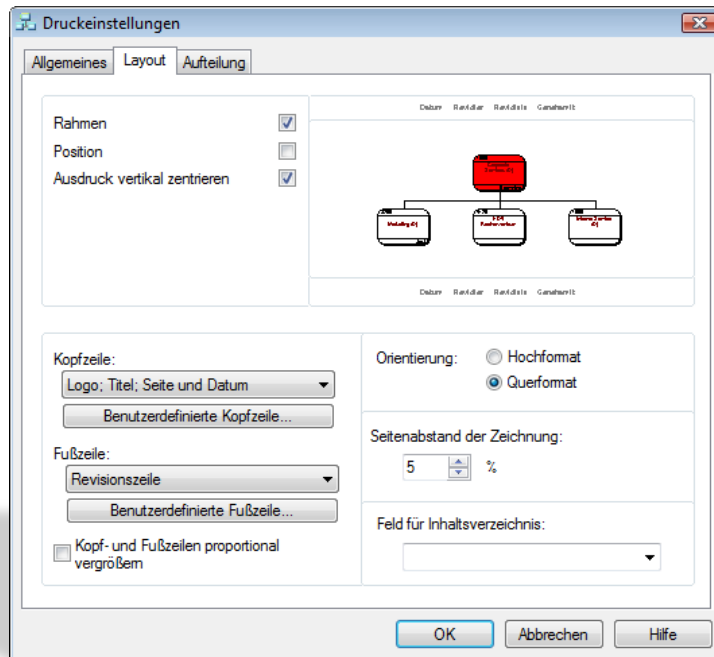 Druckeinstellungen
Allgemeines Layout Aufteilung
Rahmen
Position
Ausdruck vertikal zentrieren
Datum
Kopfzeile:
Logo; Titel; Seite und Datum
Benutzerdefinierte Kopfzeile...
Fußzeile:
Revisionszeile
Benutzerdefinierte Fußzeile...
Kopf- und Fußzeilen proportional
vergrößern
Orientierung:
Hochformat
Querformat
Seitenabstand der Zeichnung:
5 %
Feld für Inhaltsverzeichnis:
OK Abbrechen Hilfe